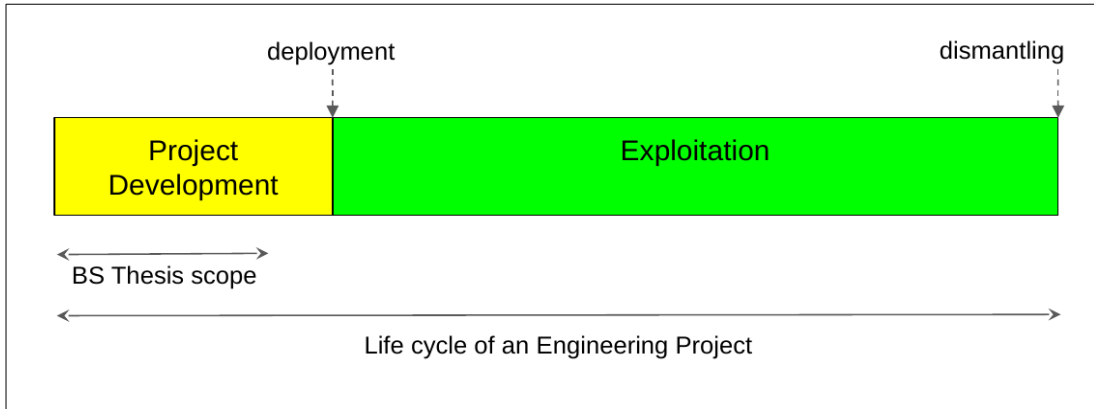 deployment
dismantling
Project
Development
Exploitation
BS Thesis scope
Life cycle of an Engineering Project